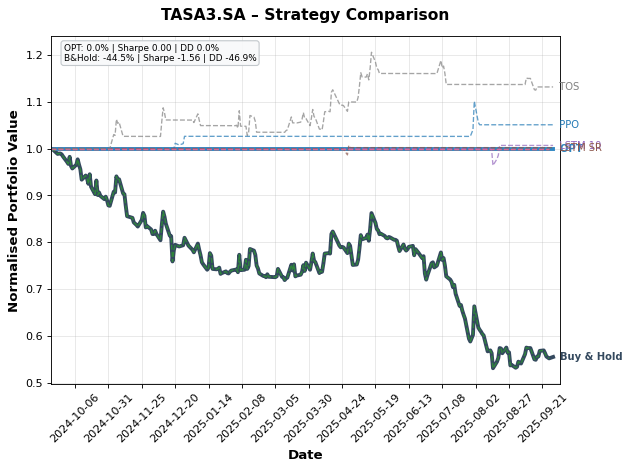 TASA3.SA – Strategy Comparison
OPT: 0.0% | Sharpe 0.00 | DD 0.0%
B&Hold: -44.5% | Sharpe -1.56 | DD -46.9%
Normalised Portfolio Value
1.2
1.1
1.0
0.9
0.8
0.7
0.6
0.5
TOS
PPO
Buy & Hold
2024-10-06
2024-10-31
2024-11-25
2024-12-20
2025-01-14
2025-02-08
2025-03-05
2025-03-30
2025-04-24
2025-05-19
2025-06-13
2025-07-08
2025-08-02
2025-08-27
2025-09-21
Date